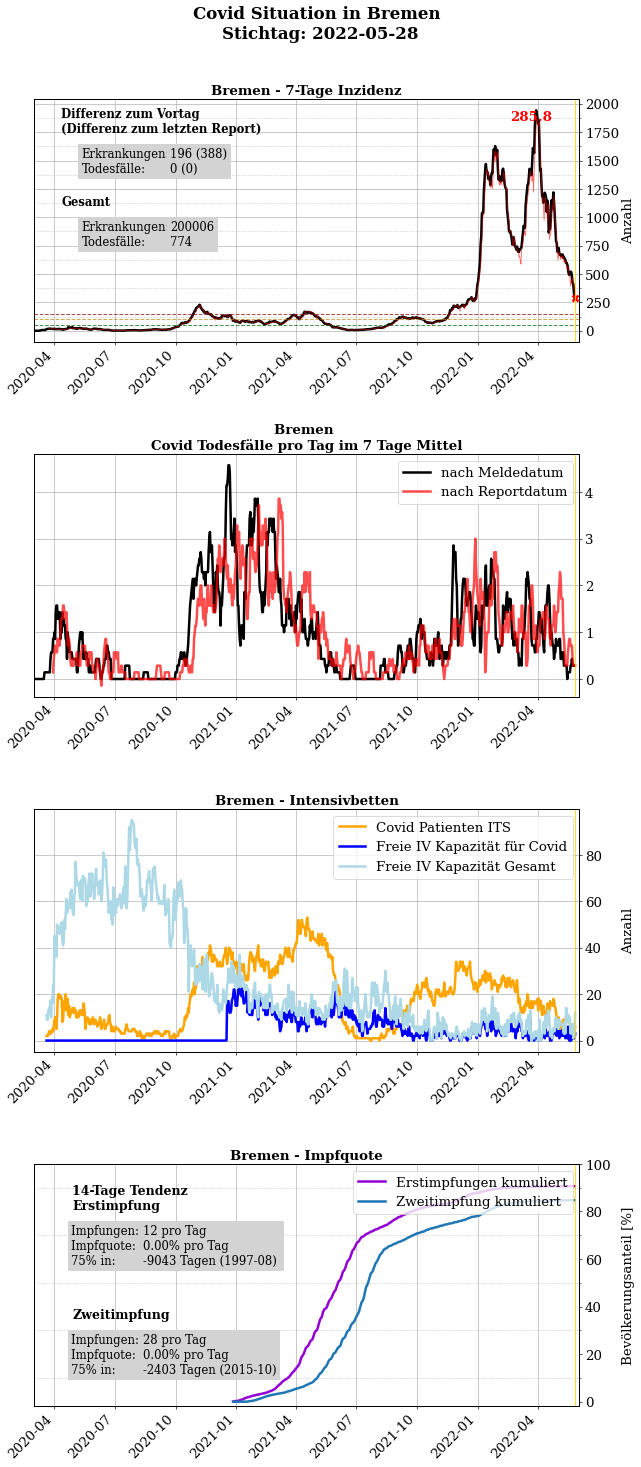 Covid Situation in Bremen
Stichtag: 2022-05-28
Bremen - 7-Tage Inzidenz
Differenz zum Vortag
(Differenz zum letzten Report)
Erkrankungen 196 (388)
Todesfälle: 0 (0)
Gesamt
Erkrankungen 200006
Todesfälle: 774
285.8
2000
1750
1500
1250
1000
750
500
250
0
Anzahl
2020-04
2020-07
2020-10
2021-01
2021-04
2021-07
2021-10
2022-01
2022-04
Bremen
Covid Todesfälle pro Tag im 7 Tage Mittel
nach Meldedatum
nach Reportdatum
4
3
2
1
0
2020-04
2020-07
2020-10
2021-01
2021-04
2021-07
2021-10
2022-01
2022-04
Bremen - Intensivbetten
Covid Patienten ITS
Freie IV Kapazität für Covid
Freie IV Kapazität Gesamt
80
60
40
20
0
Anzahl
2020-04
2020-07
2020-10
2021-01
2021-04
2021-07
2021-10
2022-01
2022-04
Bremen - Impfquote
14-Tage Tendenz
Erstimpfung
Impfungen: 12 pro Tag
Impfquote: 0.00% pro Tag
75% in: -9043 Tagen (1997-08)
Zweitimpfung
Impfungen: 28 pro Tag
Impfquote: 0.00% pro Tag
75% in: -2403 Tagen (2015-10)
Erstimpfungen kumuliert
Zweitimpfung kumuliert
100
80
60
40
20
0
Bevölkerungsanteil [%]
2020-04
2020-07
2020-10
2021-01
2021-04
2021-07
2021-10
2022-01
2022-04